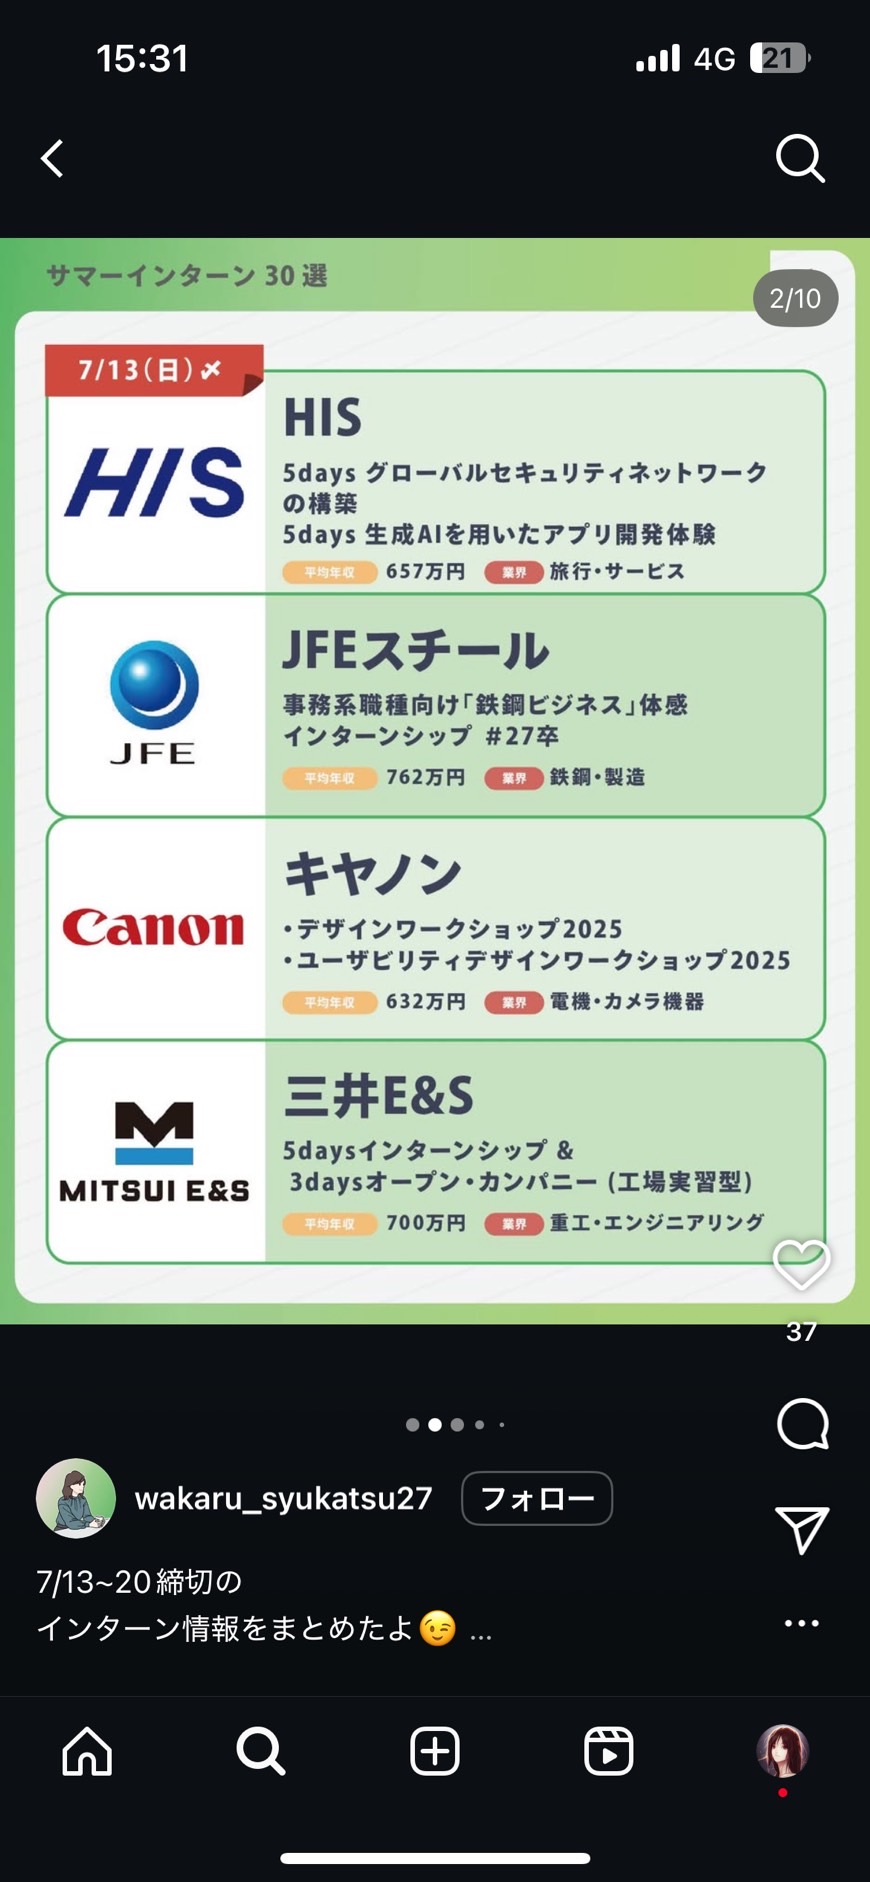 15:31
4G 21
サマーインターン 30 選
2/10
7/13(日)〆
HIS
HIS
5days グローバルセキュリティネットワーク
の構築
5days 生成AIを用いたアプリ開発体験
平均年収 657万円 業界 旅行・サービス
JFE
JFEスチール
事務系職種向け「鉄鋼ビジネス」体感
インターンシップ #27卒
平均年収 762万円 業界 鉄鋼・製造
Canon
キヤノン
・デザインワークショップ2025
・ユーザビリティデザインワークショップ2025
平均年収 632万円 業界 電機・カメラ機器
MITSUI E&S
三井E&S
5daysインターンシップ &
3daysオープン・カンパニー (工場実習型)
平均年収 700万円 業界 重工・エンジニアリング
37
wakaru_syukatsu27 フォロー
7/13~20締切の
インターン情報をまとめたよ😉 ...